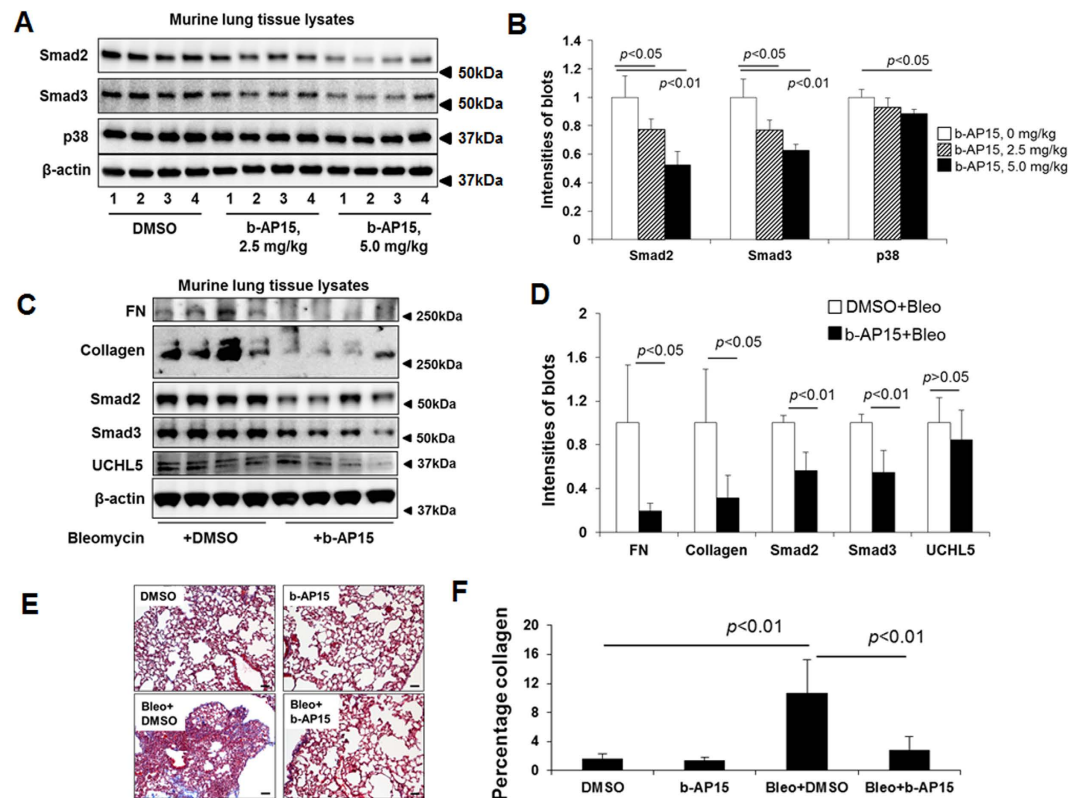 A
Murine lung tissue lysates
Smad2
50kDa
Smad3
50kDa
p38
37kDa
β-actin
37kDa
1 2 3 4 1 2 3 4 1 2 3 4
DMSO
b-AP15,
2.5 mg/kg
b-AP15,
5.0 mg/kg
B
Intensities of blots
1.4
1.2
1
0.8
0.6
0.4
0.2
0
p<0.05
p<0.01
p<0.05
p<0.01
p<0.05
Smad2 Smad3 p38
b-AP15, 0 mg/kg
b-AP15, 2.5 mg/kg
b-AP15, 5.0 mg/kg
C
Murine lung tissue lysates
FN
250kDa
Collagen
250kDa
Smad2
50kDa
Smad3
50kDa
UCHL5
37kDa
β-actin
37kDa
Bleomycin +DMSO +b-AP15
D
Intensities of blots
2
1.6
1.2
0.8
0.4
0
DMSO+Bleo
b-AP15+Bleo
p<0.05
p<0.05
p<0.01
p<0.01
p>0.05
FN Collagen Smad2 Smad3 UCHL5
E
DMSO
b-AP15
Bleo+
DMSO
Bleo+
b-AP15
F
Percentage collagen
20
16
12
8
4
0
p<0.01
p<0.01
DMSO b-AP15 Bleo+DMSO Bleo+b-AP15